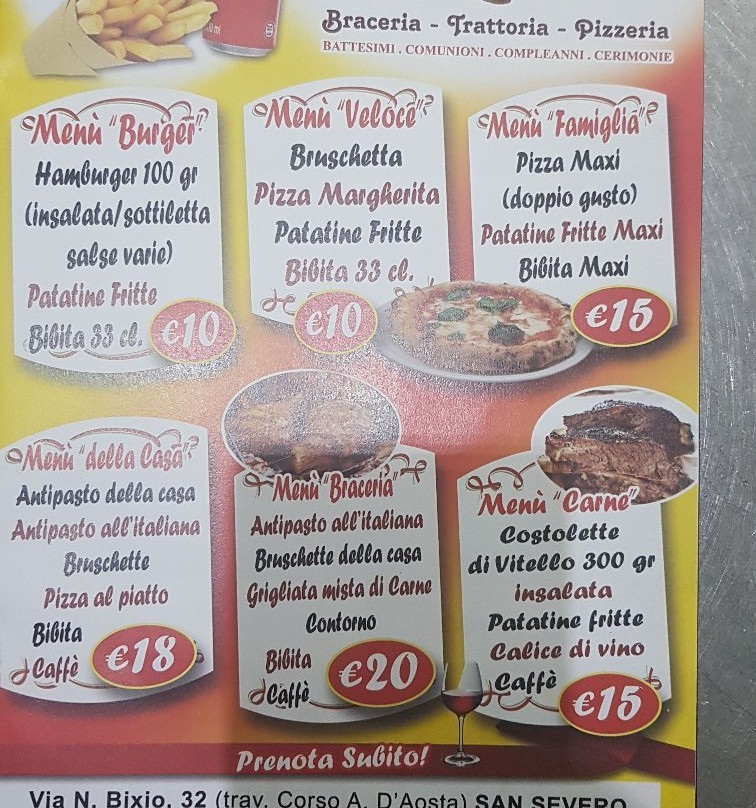 ml
Braceria - Trattoria - Pizzeria
BATTESIMI . COMUNIONI . COMPLEANNI . CERIMONIE
Menù "Burger"
Hamburger 100 gr
(insalata/sottiletta
salse varie)
Patatine Fritte
Bibita 33 cl.
€10
Menù "Veloce"
Bruschetta
Pizza Margherita
Patatine Fritte
Bibita 33 cl.
€10
Menù "Famiglia"
Pizza Maxi
(doppio gusto)
Patatine Fritte Maxi
Bibita Maxi
€15
Menù "della Casa"
Antipasto della casa
Antipasto all'italiana
Bruschette
Pizza al piatto
Bibita
Caffè
€18
Menù "Braceria"
Antipasto all'italiana
Bruschette della casa
Grigliata mista di Carne
Contorno
Bibita
Caffè
€20
Menù "Carne"
Costolette
di Vitello 300 gr
insalata
Patatine fritte
Calice di vino
Caffè
€15
Prenota Subito!
Via N. Bixio, 32 (trav. Corso A. D'Aosta) SAN SEVERO